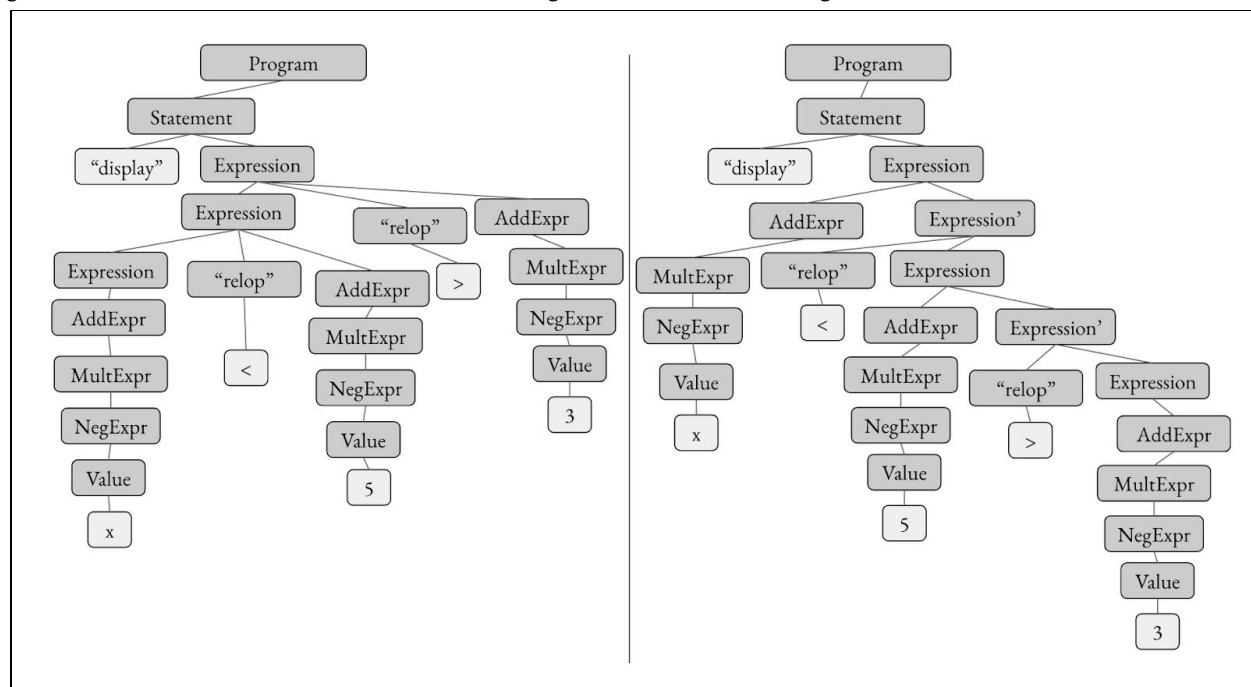 Program
Statement
“display”
Expression
Expression
“relop”
AddExpr
Expression
“relop”
AddExpr
>
MultExpr
AddExpr
MultExpr
NegExpr
MultExpr
<
NegExpr
Value
NegExpr
Value
3
Value
5
x
Program
Statement
“display”
Expression
AddExpr
Expression’
MultExpr
“relop”
Expression
NegExpr
<
AddExpr
Expression’
Value
MultExpr
“relop”
Expression
x
NegExpr
>
AddExpr
Value
MultExpr
5
NegExpr
Value
3